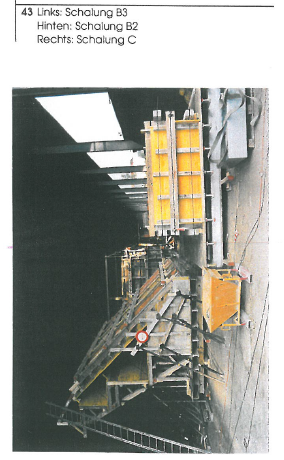 43 Links: Schalung B3
Hinten: Schalung B2
Rechts: Schalung C